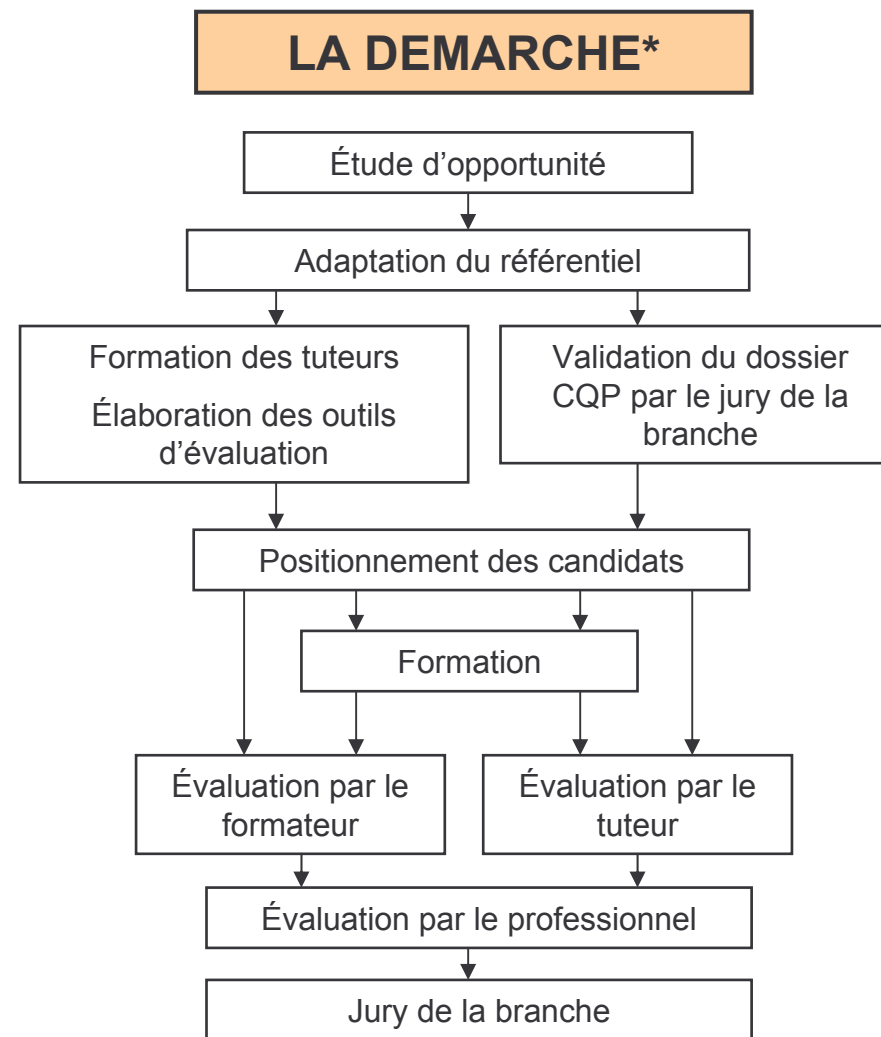 LA DEMARCHE*
Étude d’opportunité
Adaptation du référentiel
Formation des tuteurs
Élaboration des outils
d’évaluation
Validation du dossier
CQP par le jury de la
branche
Positionnement des candidats
Formation
Évaluation par le
formateur
Évaluation par le
tuteur
Évaluation par le professionnel
Jury de la branche